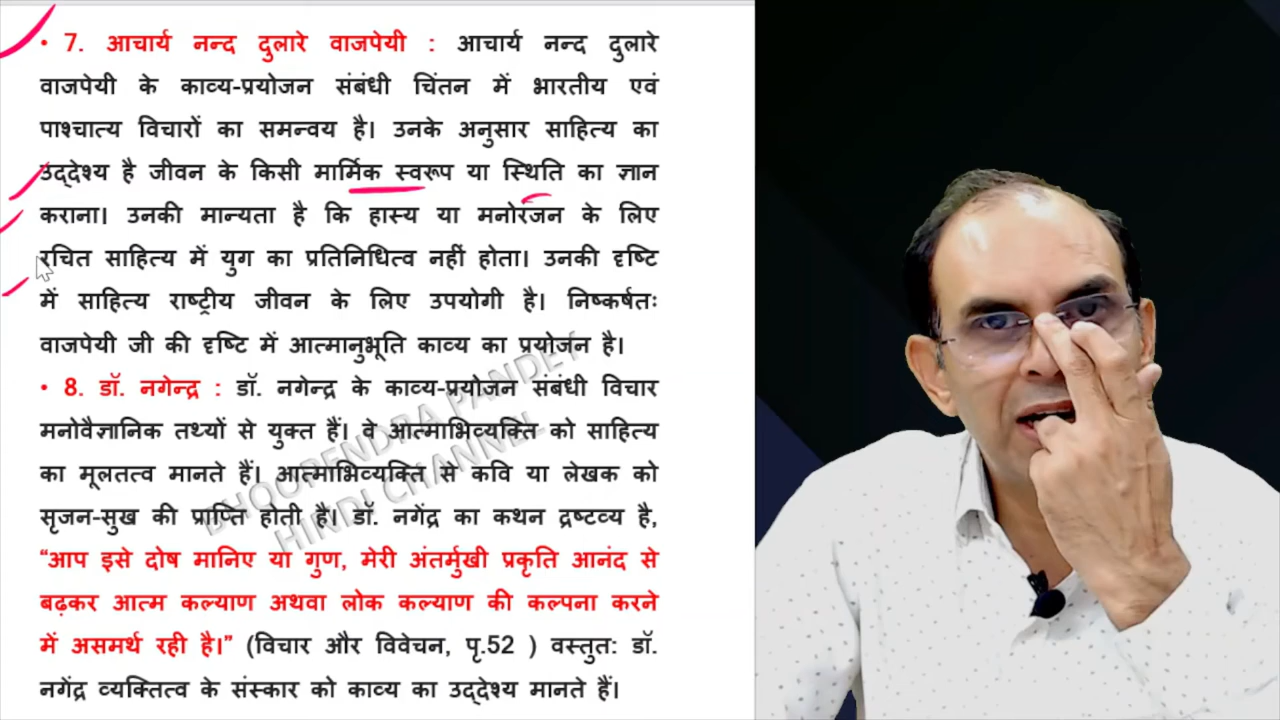 • 7. आचार्य नन्द दुलारे वाजपेयी : आचार्य नन्द दुलारे
वाजपेयी के काव्य-प्रयोजन संबंधी चिंतन में भारतीय एवं
पाश्चात्य विचारों का समन्वय है। उनके अनुसार साहित्य का
उद्देश्य है जीवन के किसी मार्मिक स्वरूप या स्थिति का ज्ञान
कराना। उनकी मान्यता है कि हास्य या मनोरंजन के लिए
रचित साहित्य में युग का प्रतिनिधित्व नहीं होता। उनकी दृष्टि
में साहित्य राष्ट्रीय जीवन के लिए उपयोगी है। निष्कर्षतः
वाजपेयी जी की दृष्टि में आत्मानुभूति काव्य का प्रयोजन है।
• 8. डॉ. नगेन्द्र : डॉ. नगेन्द्र के काव्य-प्रयोजन संबंधी विचार
मनोवैज्ञानिक तथ्यों से युक्त हैं। वे आत्माभिव्यक्ति को साहित्य
का मूलतत्व मानते हैं। आत्माभिव्यक्ति से कवि या लेखक को
सृजन-सुख की प्राप्ति होती है। डॉ. नगेंद्र का कथन द्रष्टव्य है,
“आप इसे दोष मानिए या गुण, मेरी अंतर्मुखी प्रकृति आनंद से
बढ़कर आत्म कल्याण अथवा लोक कल्याण की कल्पना करने
में असमर्थ रही है।” (विचार और विवेचन, पृ.52 ) वस्तुत: डॉ.
नगेंद्र व्यक्तित्व के संस्कार को काव्य का उद्देश्य मानते हैं।
BHOOPENDRA PANDEY
HINDI CHANNEL